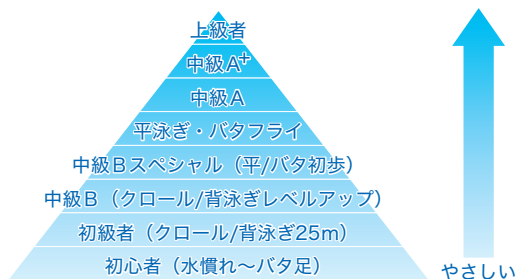 上級者
中級A+
中級A
平泳ぎ・バタフライ
中級Bスペシャル（平/バタ初歩）
中級B（クロール/背泳ぎレベルアップ）
初級者（クロール/背泳ぎ25m）
初心者（水慣れ〜バタ足）
やさしい